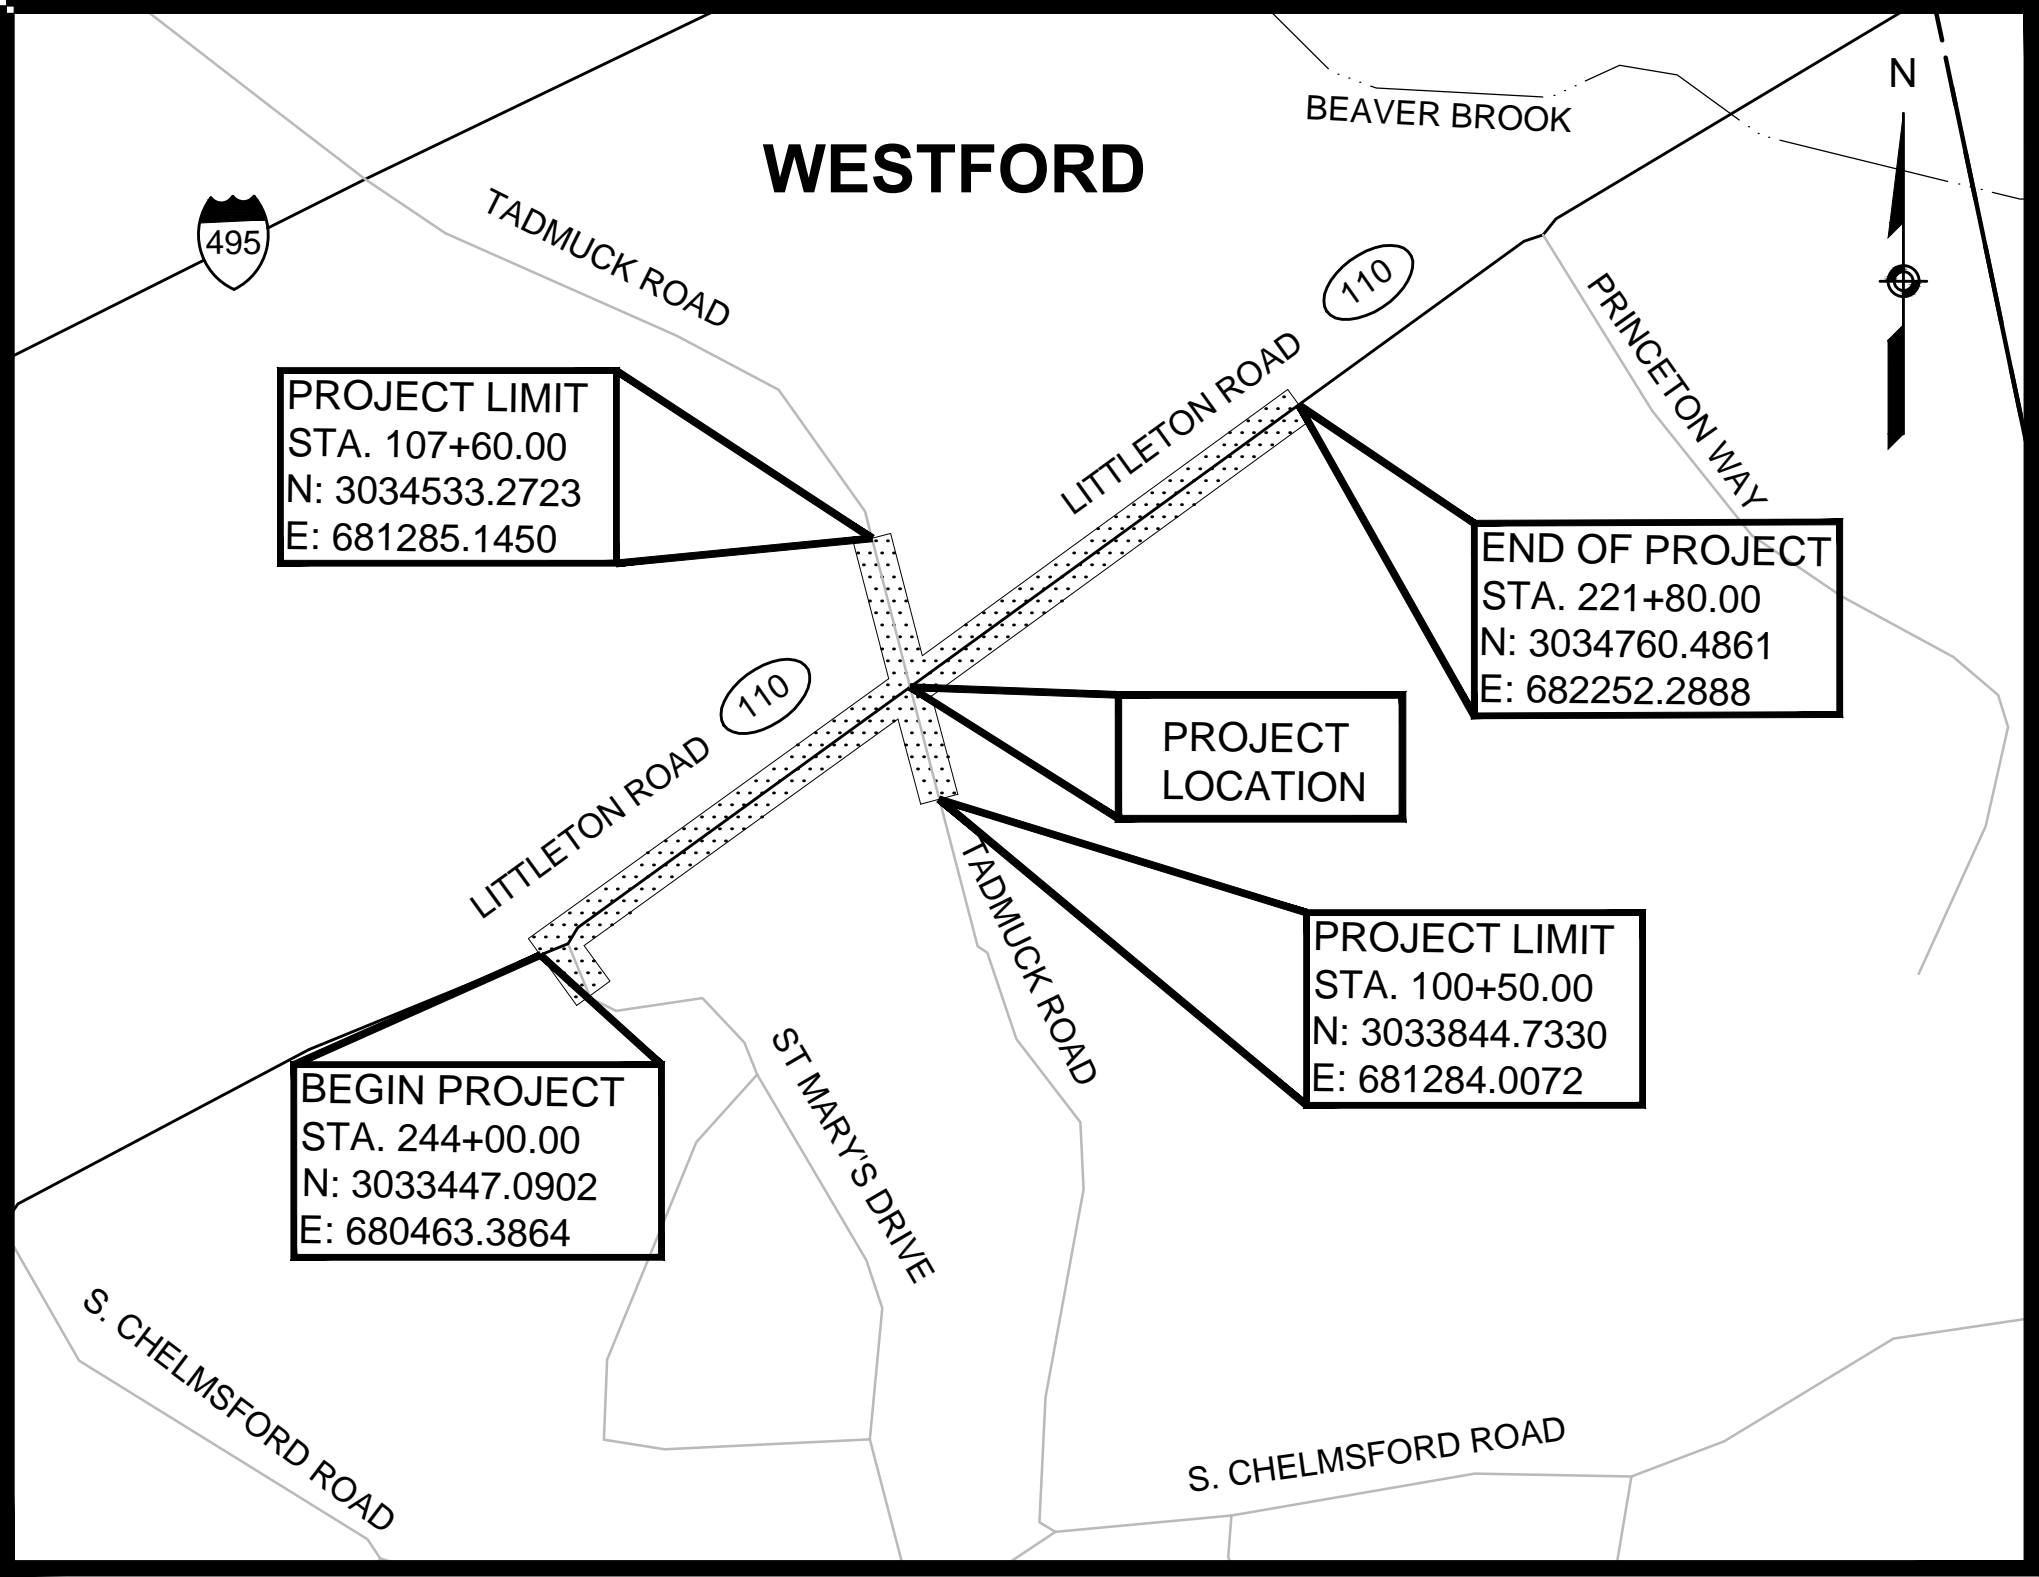 N
BEAVER BROOK
WESTFORD
495
TADMUCK ROAD
110
LITTLETON ROAD
PRINCETON WAY
PROJECT LIMIT
STA. 107+60.00
N: 3034533.2723
E: 681285.1450
END OF PROJECT
STA. 221+80.00
N: 3034760.4861
E: 682252.2888
110
LITTLETON ROAD
PROJECT
LOCATION
TADMUCK ROAD
PROJECT LIMIT
STA. 100+50.00
N: 3033844.7330
E: 681284.0072
BEGIN PROJECT
STA. 244+00.00
N: 3033447.0902
E: 680463.3864
ST MARY'S DRIVE
S. CHELMSFORD ROAD
S. CHELMSFORD ROAD